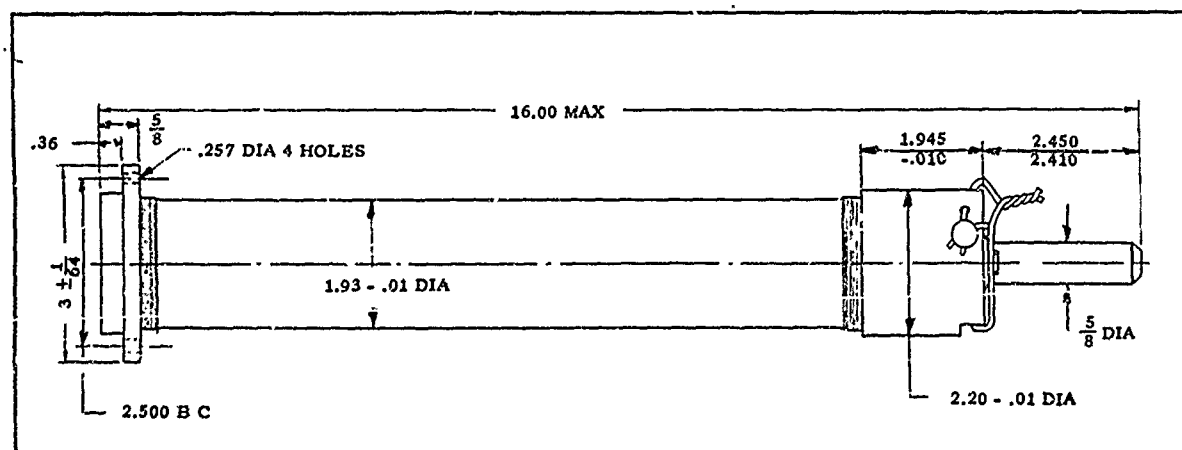 16.00 MAX
5/8
.36
.257 DIA 4 HOLES
1.945
-.010
2.450
2.410
3 ± 1/64
1.93 - .01 DIA
5/8 DIA
2.500 B C
2.20 - .01 DIA